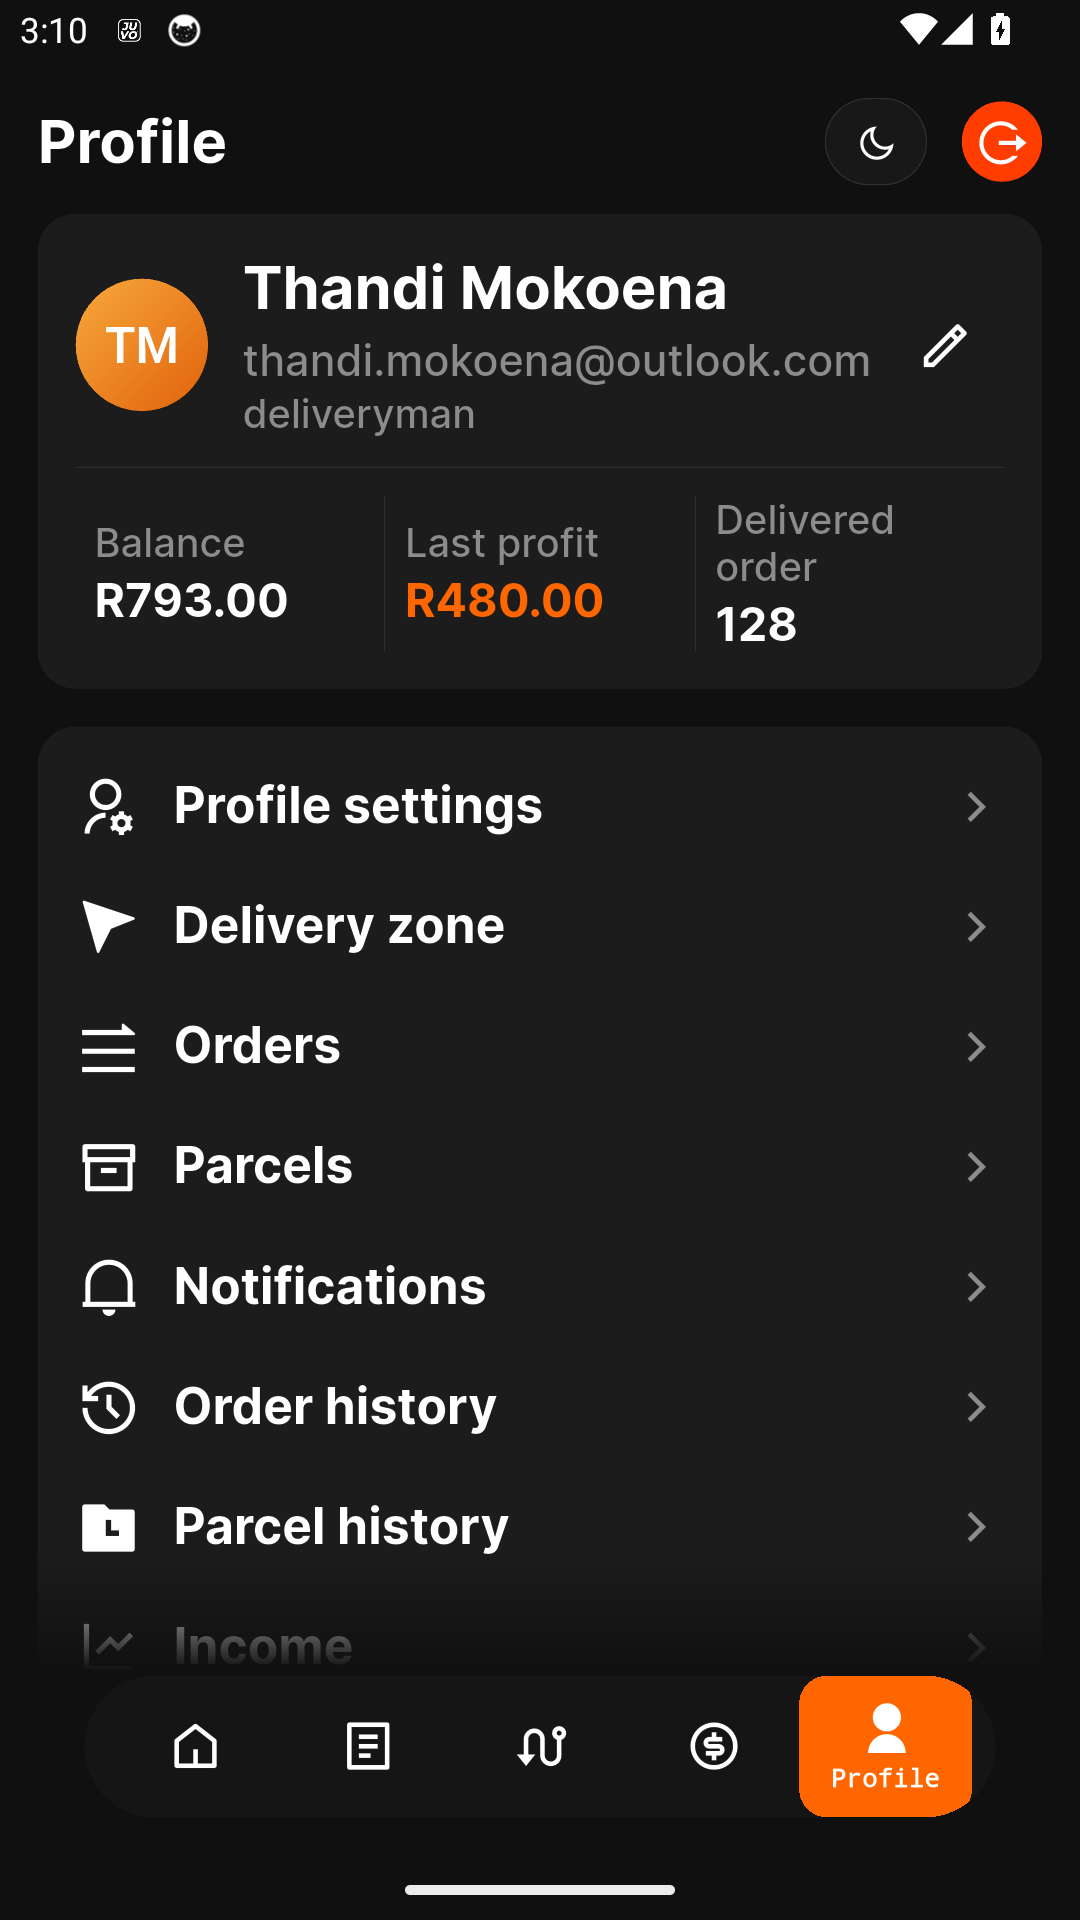 3:10
JUVO
Profile
TM
Thandi Mokoena
thandi.mokoena@outlook.com
deliveryman
Balance
R793.00
Last profit
R480.00
Delivered
order
128
Profile settings
Delivery zone
Orders
Parcels
Notifications
Order history
Parcel history
Income
Profile